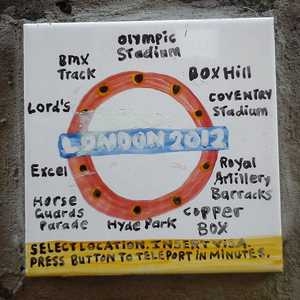 OLYMPIC
Stadium
BMX
TRACK
BOX Hill
COVENTRY
Stadium
Lord's
LONDON 2012
Excel
Royal
Artillery
Barracks
Horse
Guards
Parade
Hyde Park
COPPER
BOX
SELECT LOCATION. INSERT VISA.
PRESS BUTTON TO TELEPORT IN MINUTES.